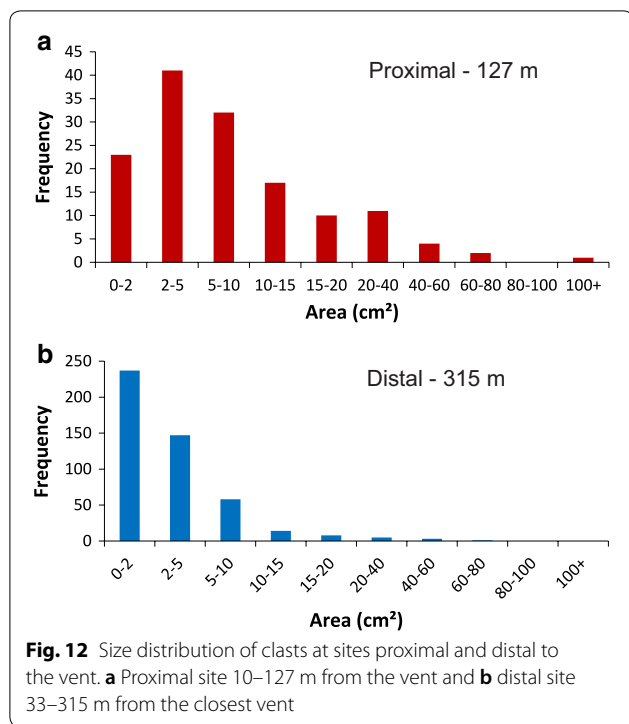 a
Proximal - 127 m
45
40
35
30
25
20
15
10
5
0
Frequency
0-2 2-5 5-10 10-15 15-20 20-40 40-60 60-80 80-100 100+
Area (cm²)
b
Distal - 315 m
250
200
150
100
50
0
Frequency
0-2 2-5 5-10 10-15 15-20 20-40 40-60 60-80 80-100 100+
Area (cm²)
Fig. 12 Size distribution of clasts at sites proximal and distal to
the vent. a Proximal site 10–127 m from the vent and b distal site
33–315 m from the closest vent